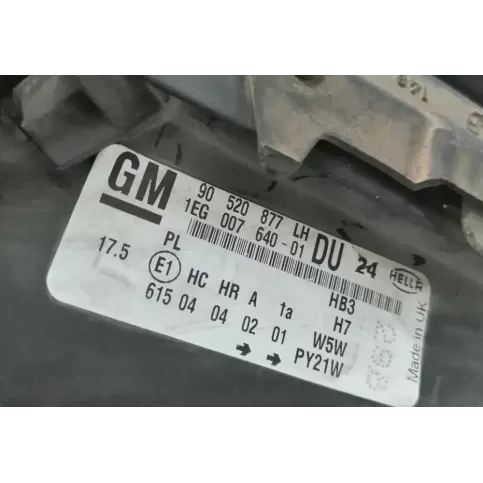 GM
90 520 877 LH
1EG 007 640-01
DU 24 HELLA
17.5 PL HB3
E1 HC HR A 1a H7
615 04 04 02 01 W5W
→ → PY21W
Made in UK